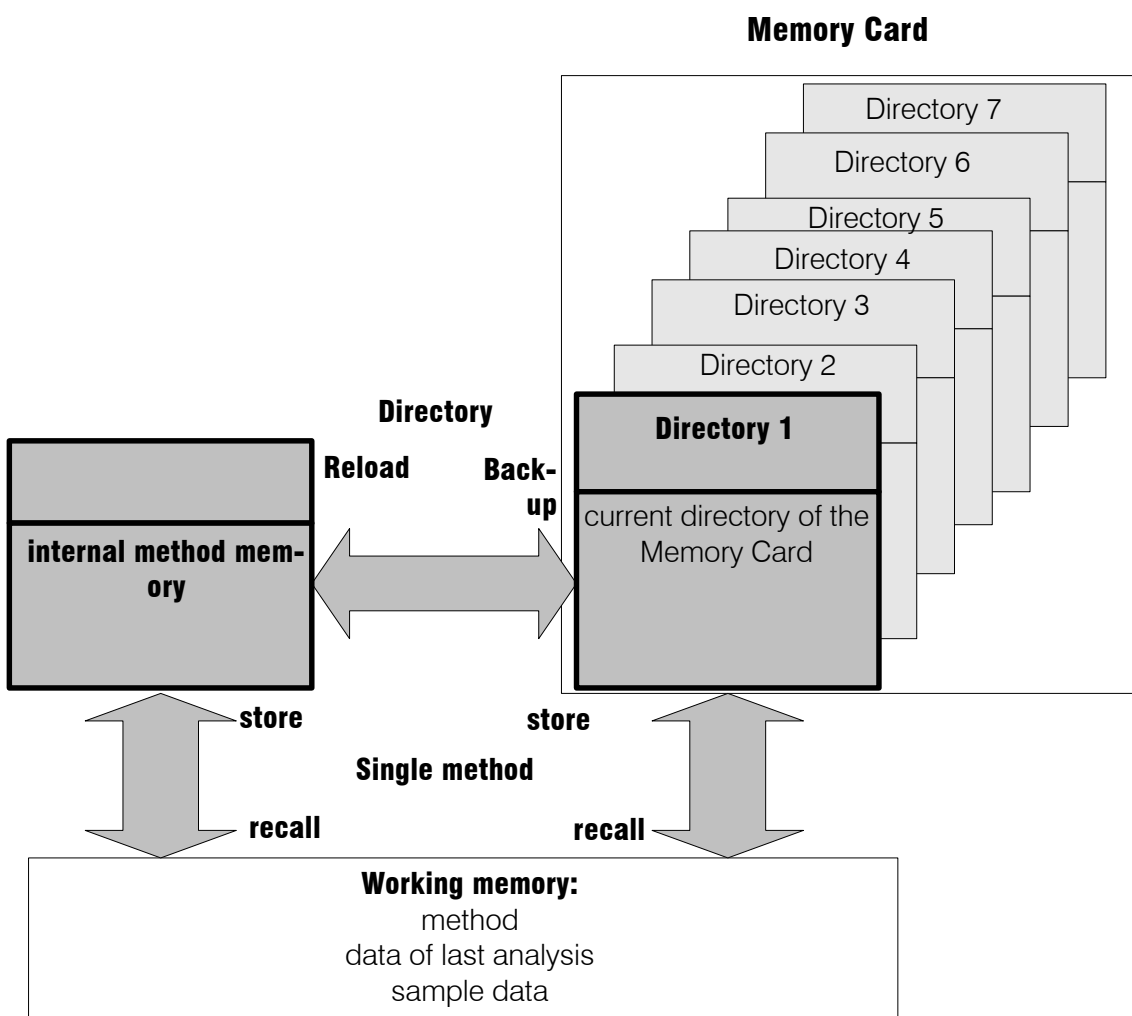 Memory Card
Directory 7
Directory 6
Directory 5
Directory 4
Directory 3
Directory 2
Directory
Directory 1
Reload
Back-
up
current directory of the
Memory Card
internal method mem-
ory
store
store
Single method
recall
recall
Working memory:
method
data of last analysis
sample data